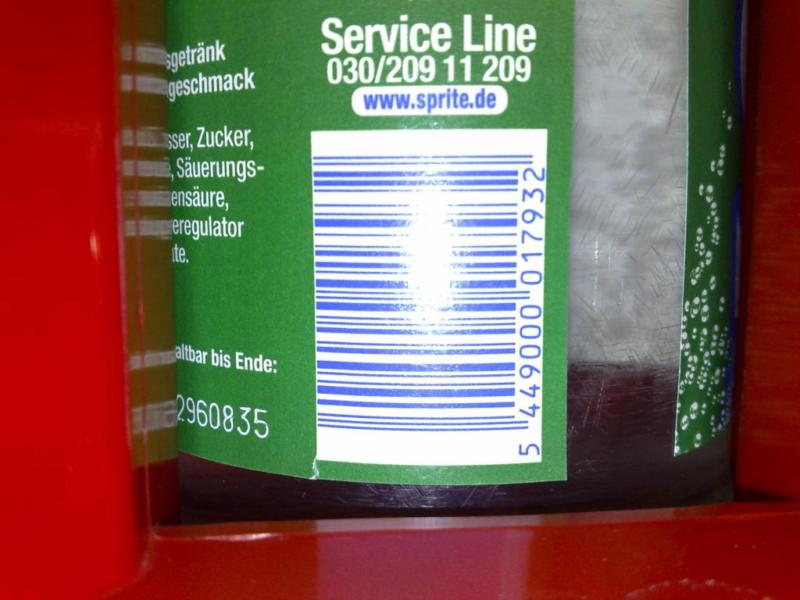 Service Line
030/209 11 209
www.sprite.de
sgetränk
geschmack
sser, Zucker,
, Säuerungs-
ensäure,
eregulator
te.
altbar bis Ende:
2960835
5 449000 017932